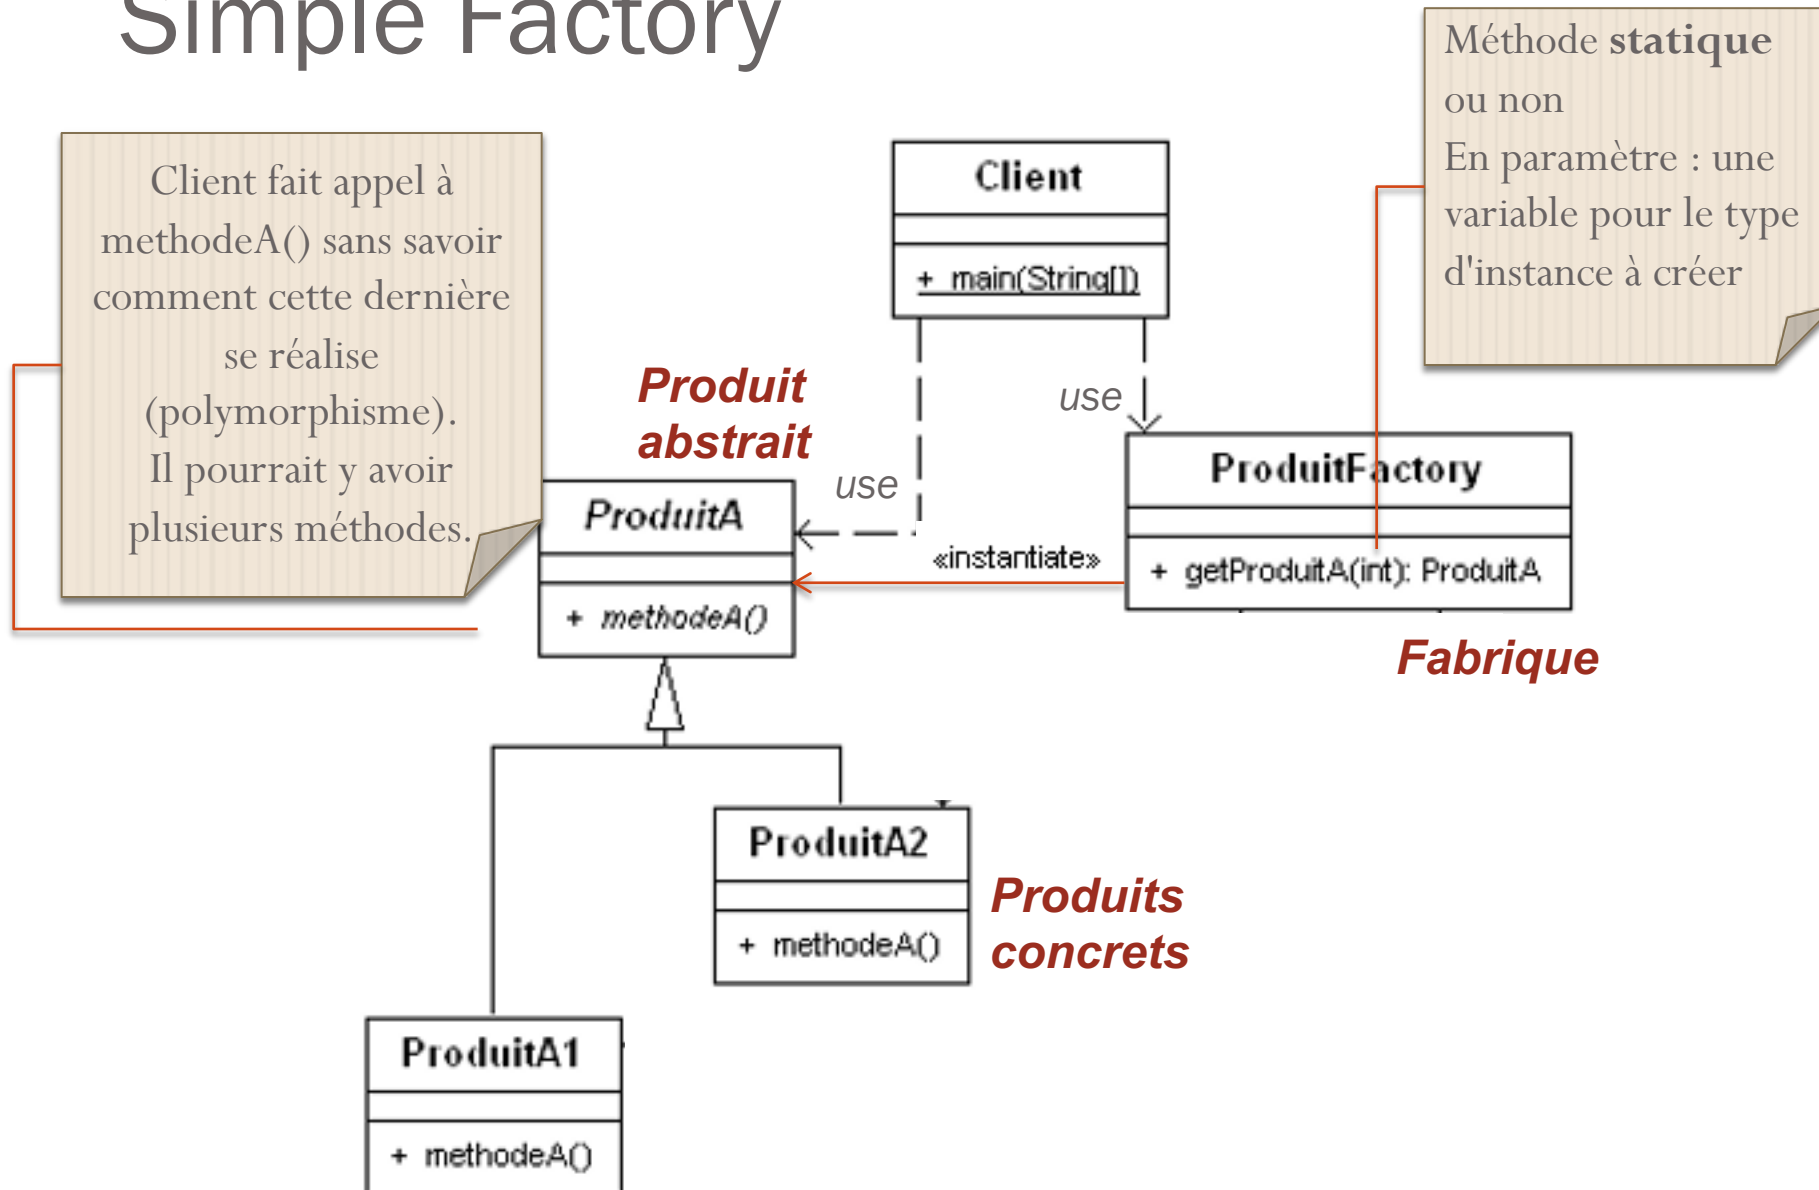 Simple Factory
Client fait appel à
methodeA() sans savoir
comment cette dernière
se réalise
(polymorphisme).
Il pourrait y avoir
plusieurs méthodes.
Méthode statique
ou non
En paramètre : une
variable pour le type
d'instance à créer
Client
+ main(String[])
use
use
Produit
abstrait
ProduitA
+ methodeA()
«instantiate»
ProduitFactory
+ getProduitA(int): ProduitA
Fabrique
ProduitA2
+ methodeA()
Produits
concrets
ProduitA1
+ methodeA()